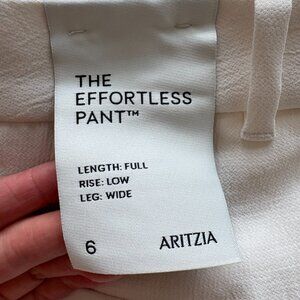 THE
EFFORTLESS
PANT™
LENGTH: FULL
RISE: LOW
LEG: WIDE
6 ARITZIA